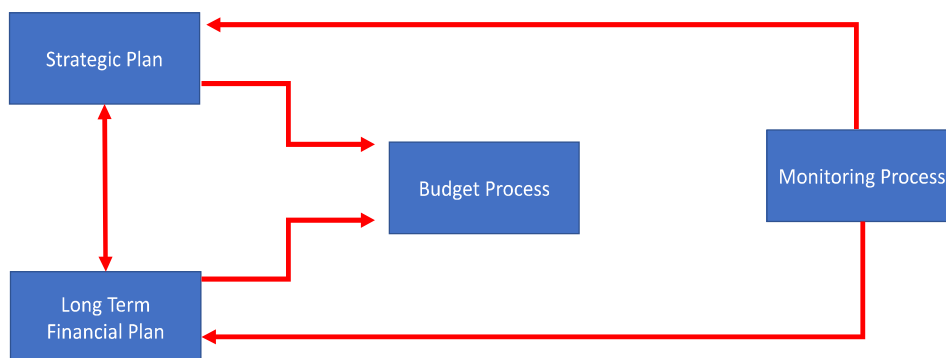 Strategic Plan
Budget Process
Monitoring Process
Long Term
Financial Plan